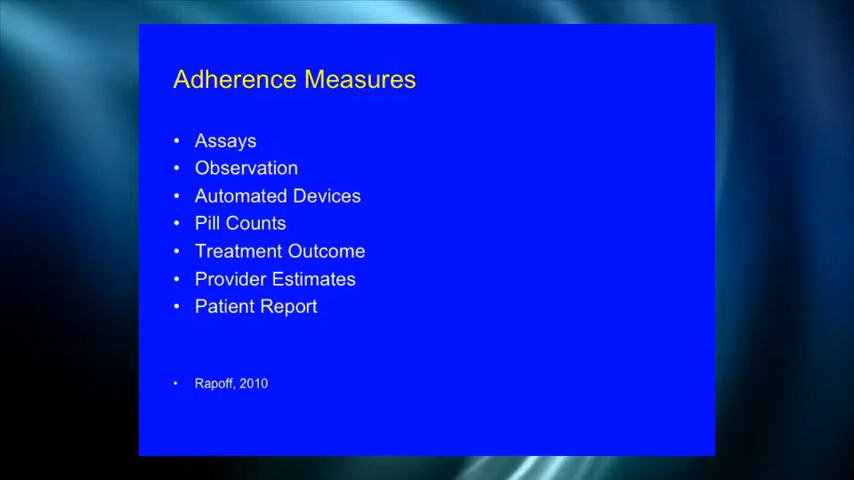 Adherence Measures
• Assays
• Observation
• Automated Devices
• Pill Counts
• Treatment Outcome
• Provider Estimates
• Patient Report
• Rapoff, 2010